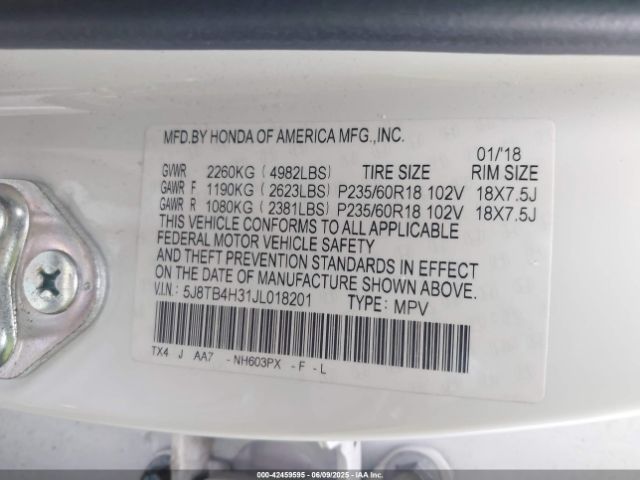 MFD.BY HONDA OF AMERICA MFG.,INC.
01/'18
GVWR 2260KG ( 4982LBS) TIRE SIZE RIM SIZE
GAWR F 1190KG ( 2623LBS) P235/60R18 102V 18X7.5J
GAWR R 1080KG ( 2381LBS) P235/60R18 102V 18X7.5J
THIS VEHICLE CONFORMS TO ALL APPLICABLE
FEDERAL MOTOR VEHICLE SAFETY
AND THEFT PREVENTION STANDARDS IN EFFECT
ON THE DATE OF MANUFACTURE SHOWN ABOVE.
V.I.N.: 5J8TB4H31JL018201 TYPE: MPV
TX4 J AA7 -NH603PX -F -L
000-42459595 - 06/09/2025 - IAAI.COM